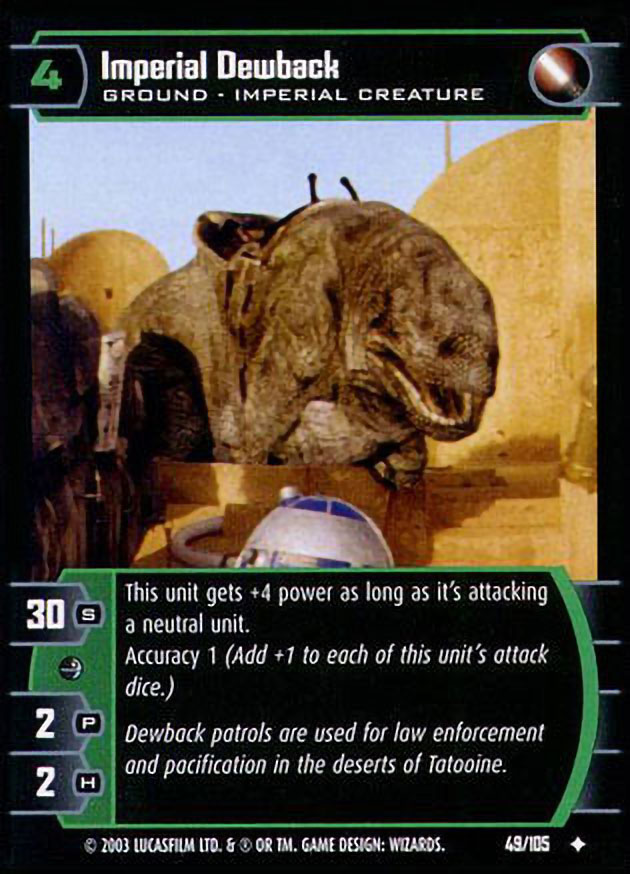 4
Imperial Dewback
GROUND - IMPERIAL CREATURE
30 S
2 P
2 H
This unit gets +4 power as long as it's attacking
a neutral unit.
Accuracy 1 (Add +1 to each of this unit's attack
dice.)
Dewback patrols are used for law enforcement
and pacification in the deserts of Tatooine.
© 2003 LUCASFILM LTD. & ® OR TM. GAME DESIGN: WIZARDS.
49/105